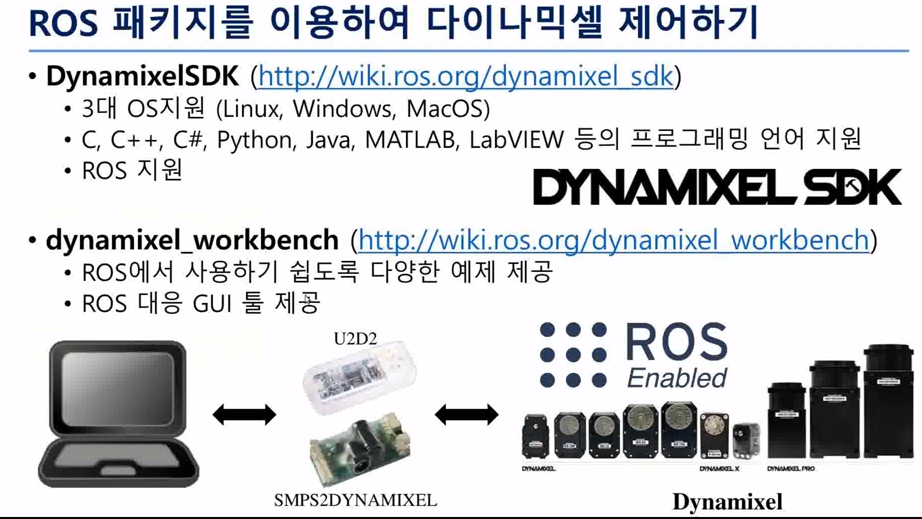 ROS 패키지를 이용하여 다이나믹셀 제어하기
• DynamixelSDK (http://wiki.ros.org/dynamixel_sdk)
• 3대 OS지원 (Linux, Windows, MacOS)
• C, C++, C#, Python, Java, MATLAB, LabVIEW 등의 프로그래밍 언어 지원
• ROS 지원
DYNAMIXEL SDK
• dynamixel_workbench (http://wiki.ros.org/dynamixel_workbench)
• ROS에서 사용하기 쉽도록 다양한 예제 제공
• ROS 대응 GUI 툴 제공
U2D2
ROS
Enabled
DYNAMIXEL
DYNAMIXEL X
DYNAMIXEL PRO
SMPS2DYNAMIXEL
Dynamixel